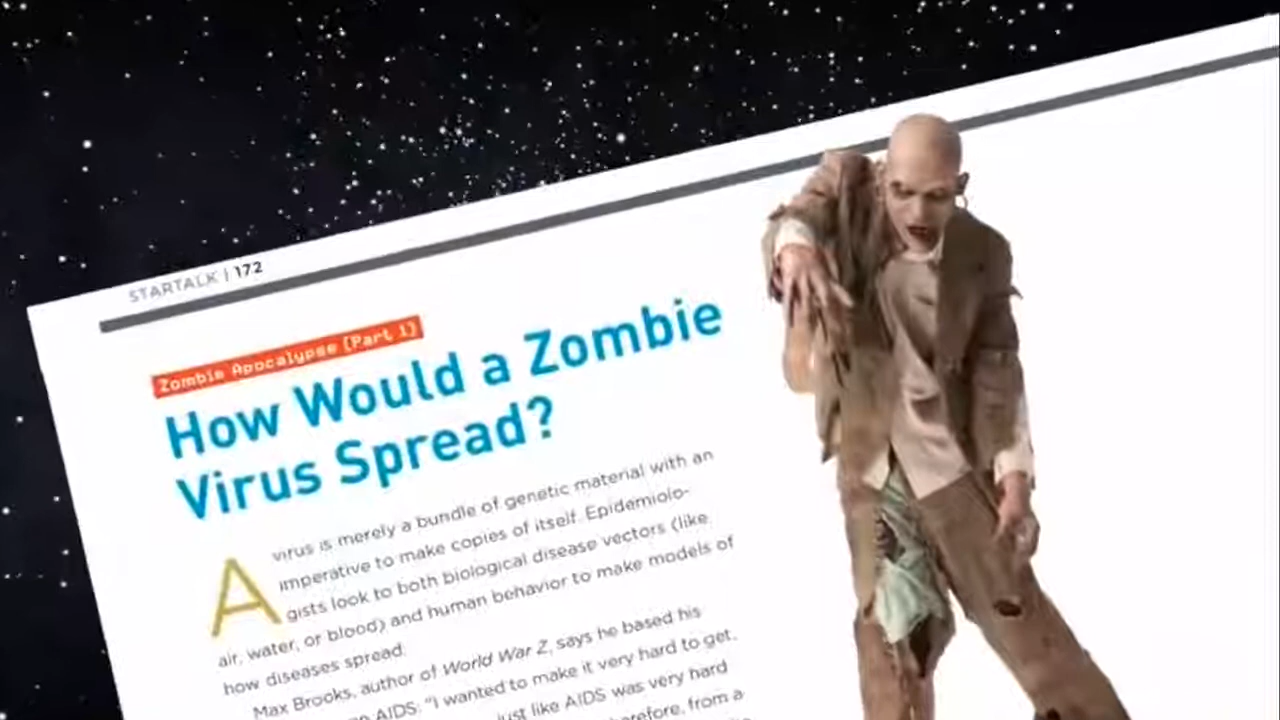 STARTALK | 172
Zombie Apocalypse (Part 1)
How Would a Zombie
Virus Spread?
A virus is merely a bundle of genetic material with an
imperative to make copies of itself. Epidemiolo-
gists look to both biological disease vectors (like
air, water, or blood) and human behavior to make models of
how diseases spread.
Max Brooks, author of World War Z, says he based his
AIDS: "I wanted to make it very hard to get,
just like AIDS was very hard
from a